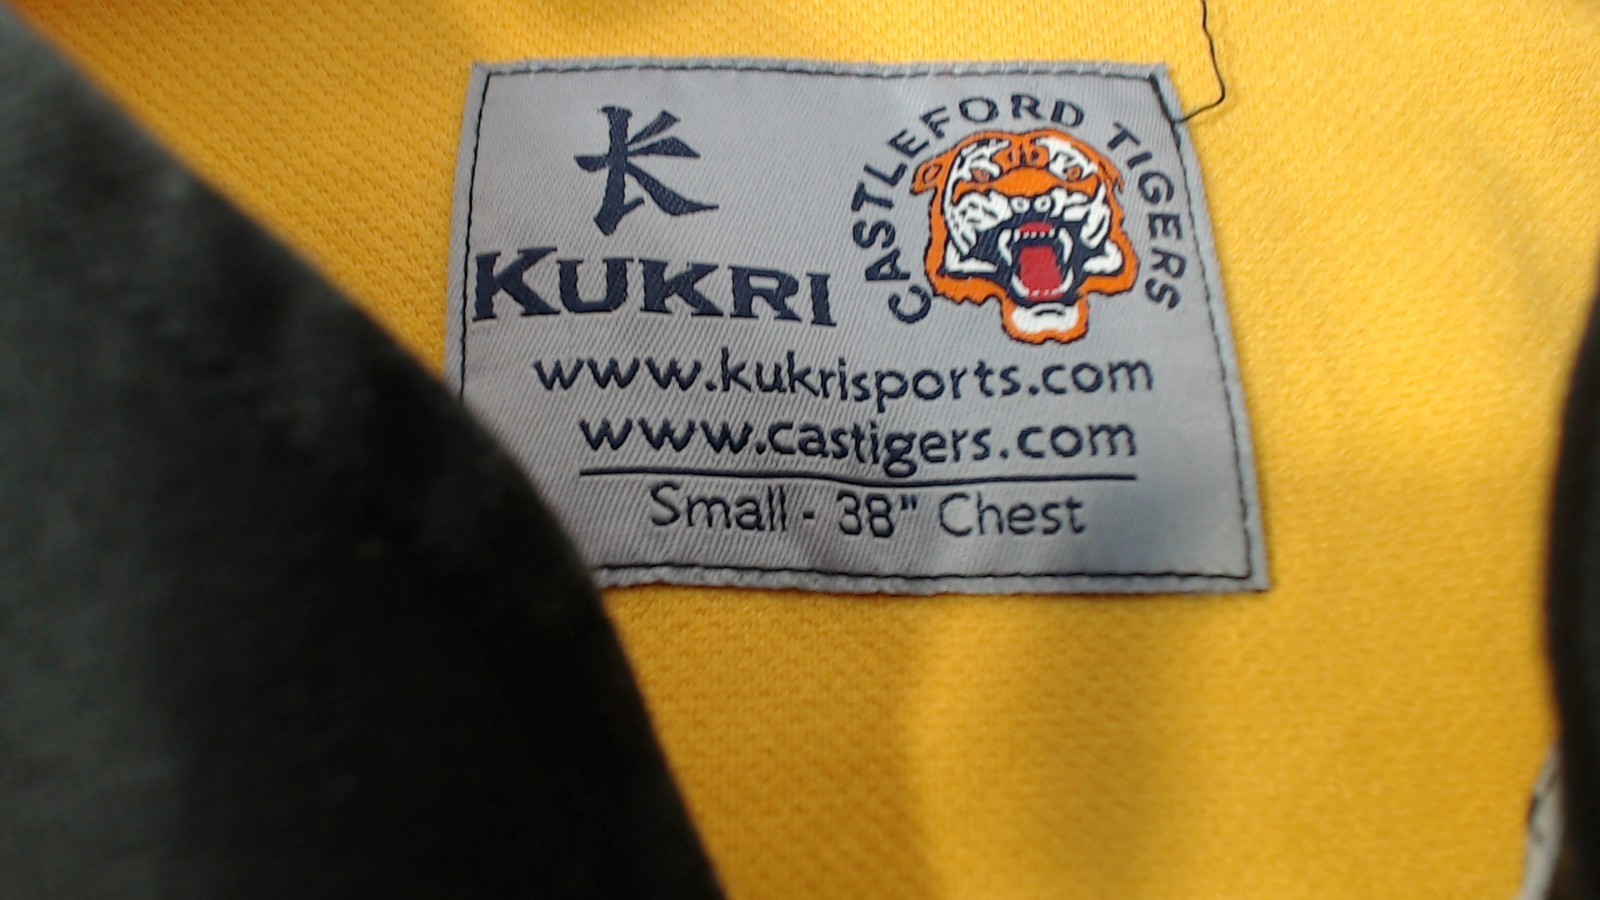 KUKRI
CASTLEFORD TIGERS
www.kukrisports.com
www.castigers.com
Small - 38" Chest